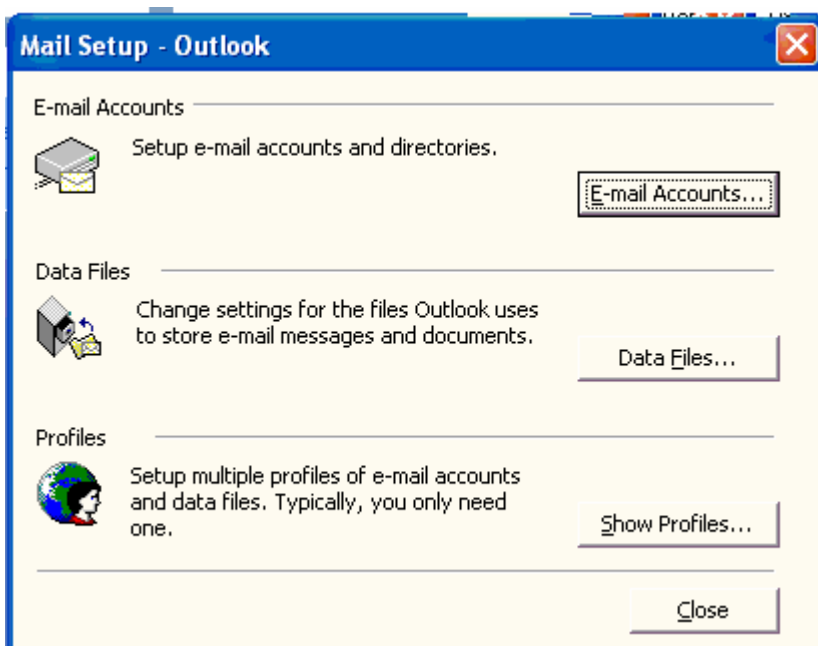 Mail Setup - Outlook
E-mail Accounts
Setup e-mail accounts and directories.
E-mail Accounts...
Data Files
Change settings for the files Outlook uses
to store e-mail messages and documents.
Data Files...
Profiles
Setup multiple profiles of e-mail accounts
and data files. Typically, you only need
one.
Show Profiles...
Close